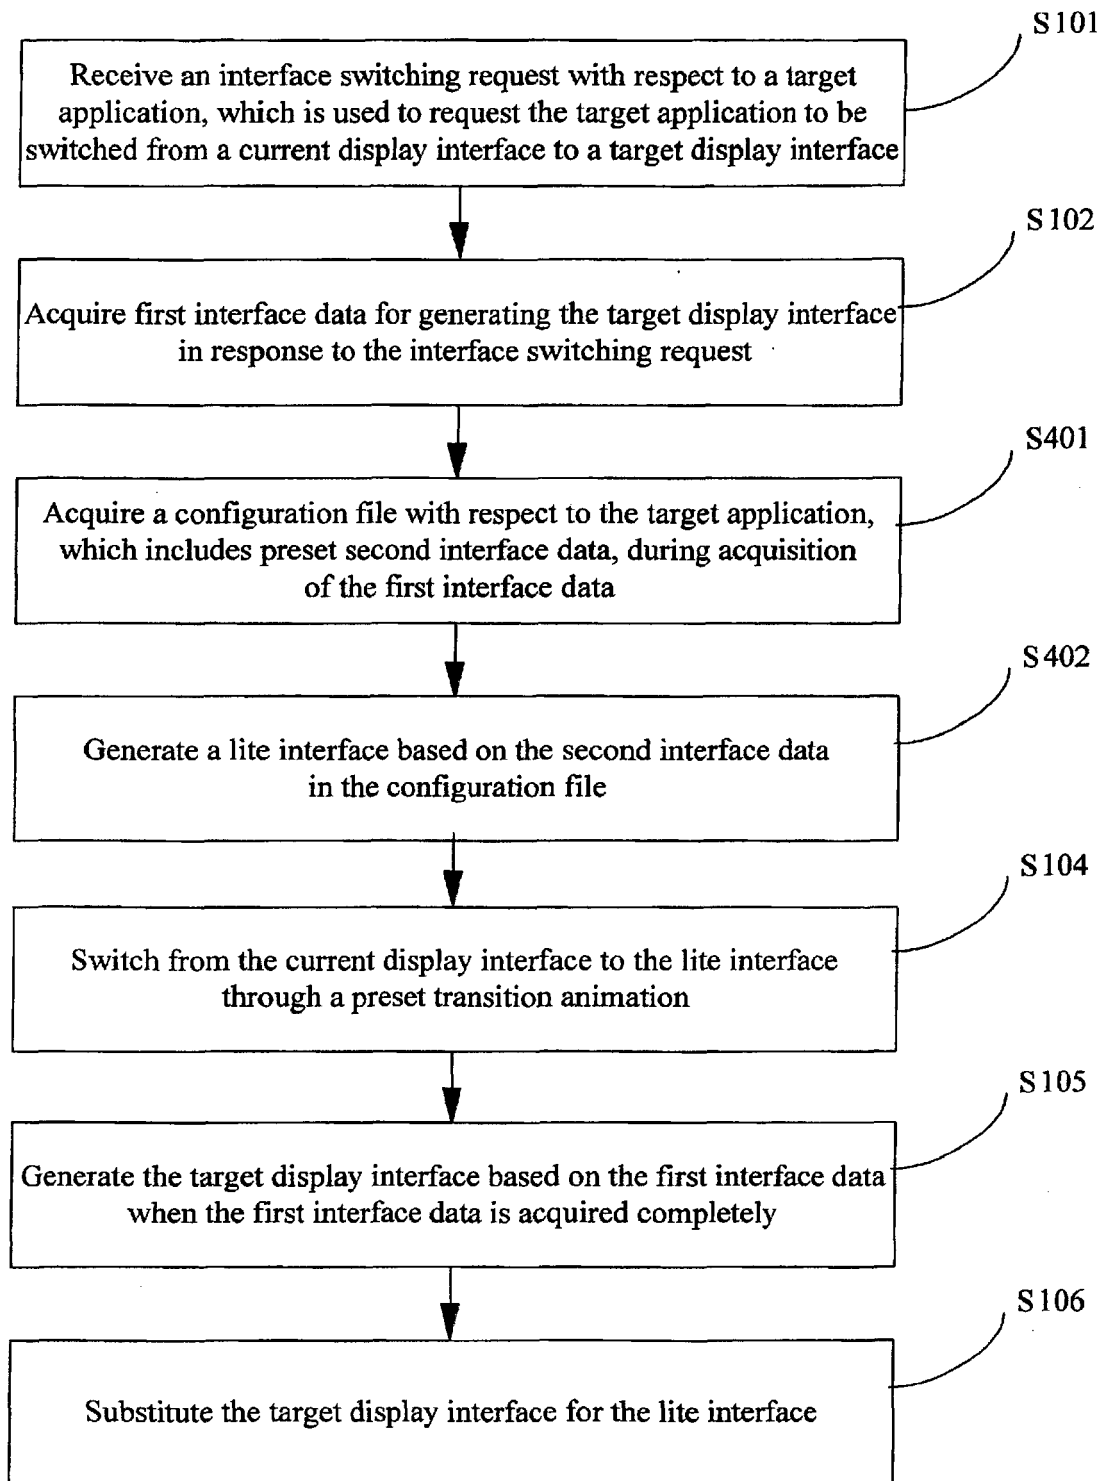 S101
Receive an interface switching request with respect to a target
application, which is used to request the target application to be
switched from a current display interface to a target display interface
S102
Acquire first interface data for generating the target display interface
in response to the interface switching request
S401
Acquire a configuration file with respect to the target application,
which includes preset second interface data, during acquisition
of the first interface data
S402
Generate a lite interface based on the second interface data
in the configuration file
S104
Switch from the current display interface to the lite interface
through a preset transition animation
S105
Generate the target display interface based on the first interface data
when the first interface data is acquired completely
S106
Substitute the target display interface for the lite interface